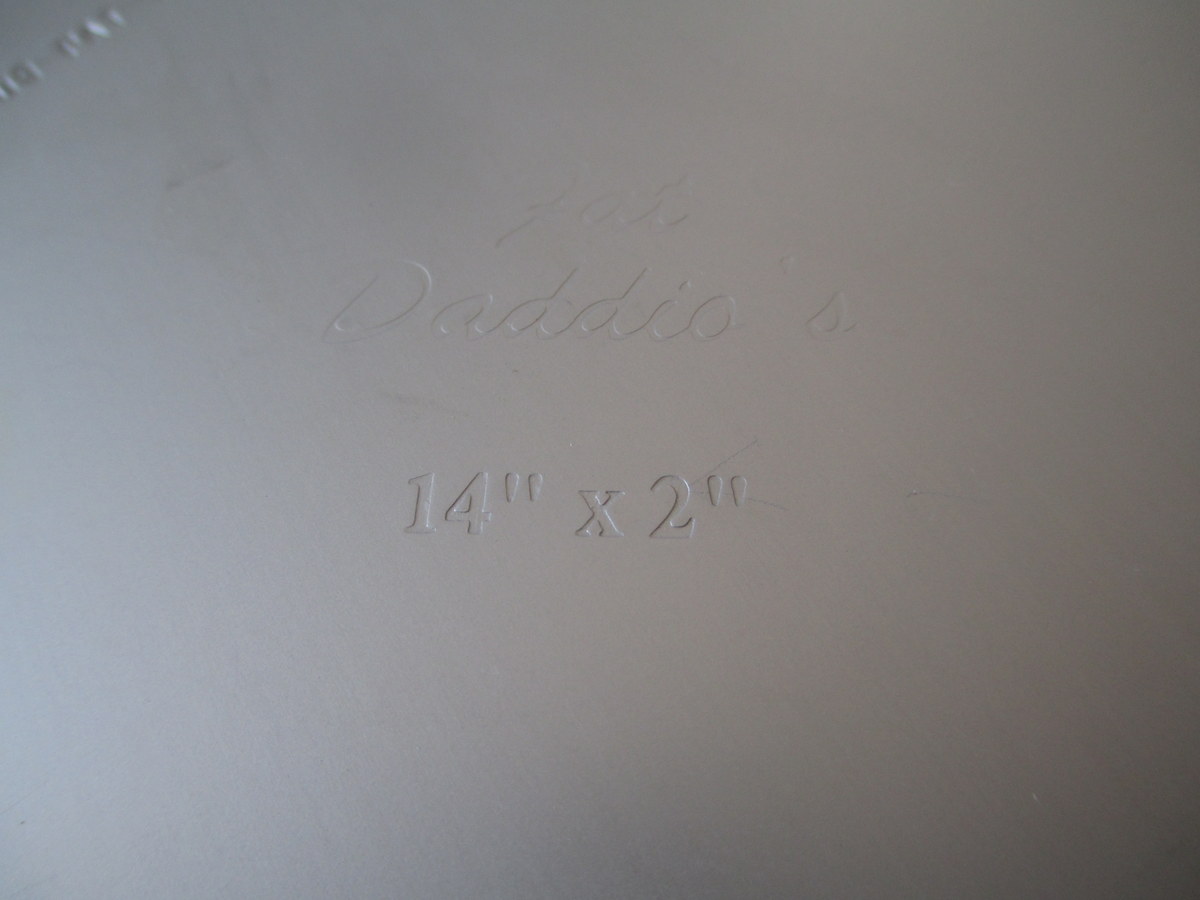 Fat
Daddio's
14" x 2"